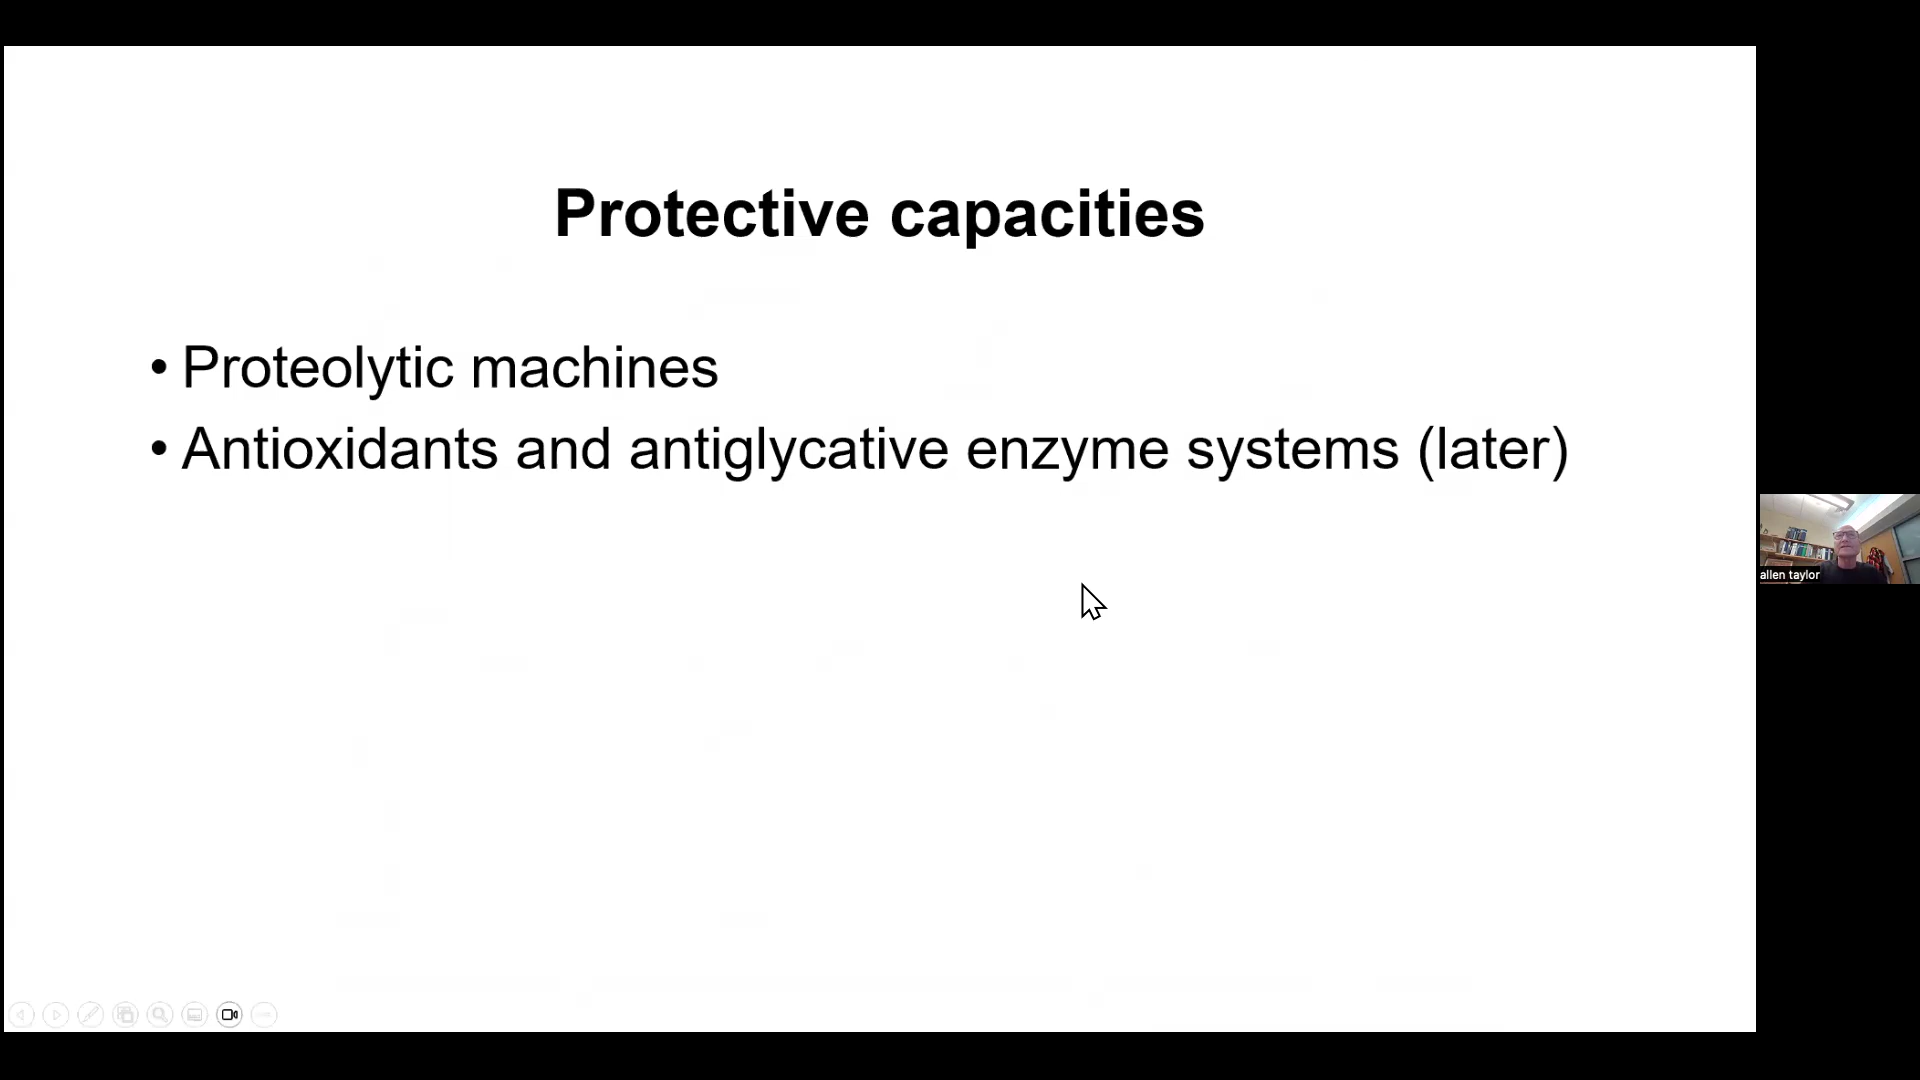 Protective capacities
• Proteolytic machines
• Antioxidants and antiglycative enzyme systems (later)
allen taylor